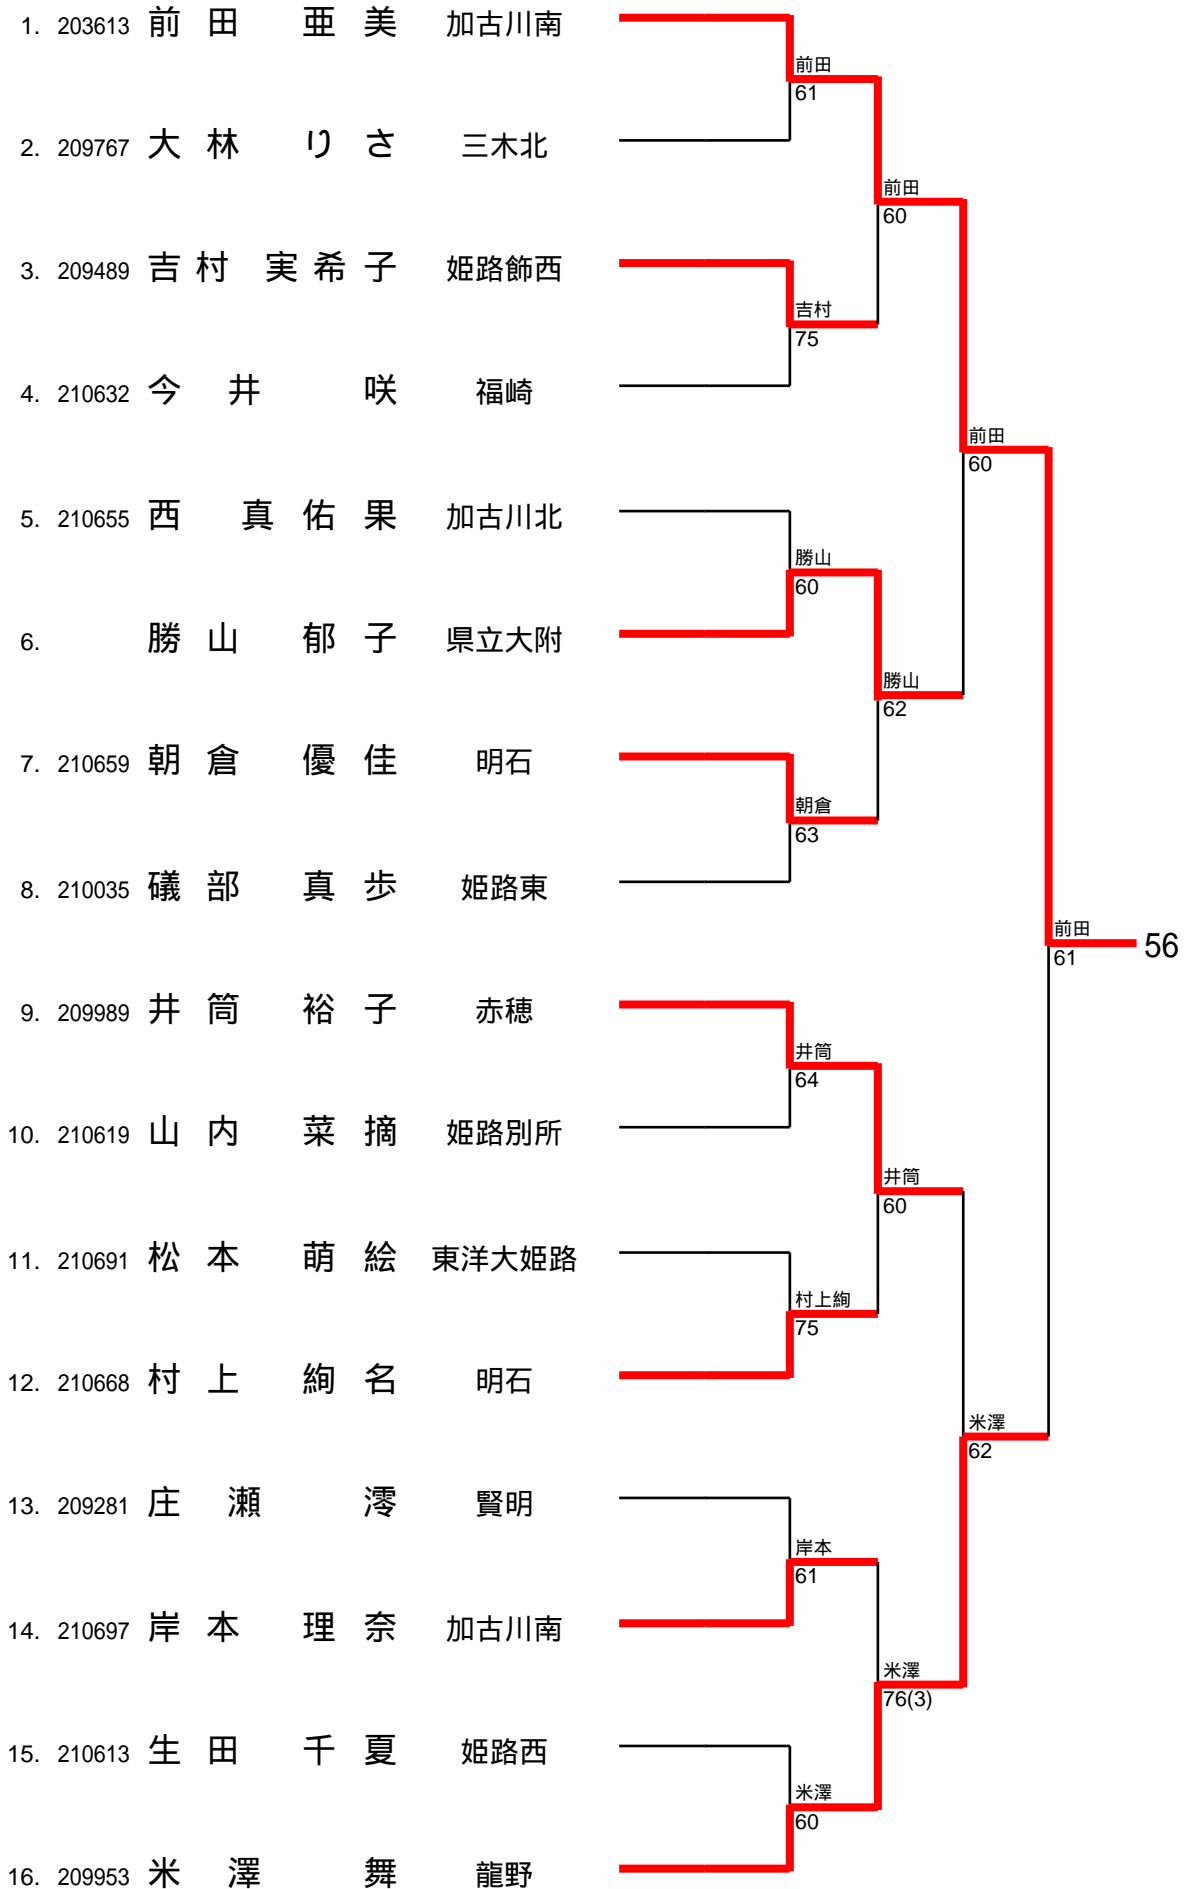 1. 203613 前田 亜美 加古川南
前田
61
2. 209767 大林 りさ 三木北
前田
60
3. 209489 吉村 実希子 姫路飾西
吉村
75
4. 210632 今井 咲 福崎
前田
60
5. 210655 西 真佑果 加古川北
勝山
60
6. 勝山 郁子 県立大附
勝山
62
7. 210659 朝倉 優佳 明石
朝倉
63
8. 210035 礒部 真歩 姫路東
前田
61
56
9. 209989 井筒 裕子 赤穂
井筒
64
10. 210619 山内 菜摘 姫路別所
井筒
60
11. 210691 松本 萌絵 東洋大姫路
村上絢
75
12. 210668 村上 絢名 明石
米澤
62
13. 209281 庄瀬 澪 賢明
岸本
61
14. 210697 岸本 理奈 加古川南
米澤
76(3)
15. 210613 生田 千夏 姫路西
米澤
60
16. 209953 米澤 舞 龍野